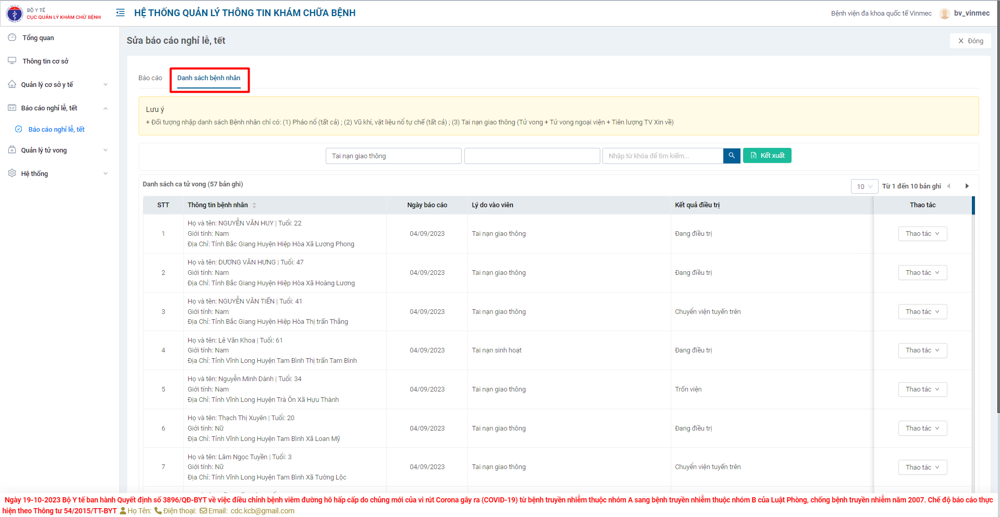 BỘ Y TẾ
CỤC QUẢN LÝ KHÁM CHỮ BỆNH
HỆ THỐNG QUẢN LÝ THÔNG TIN KHÁM CHỮA BỆNH
Bệnh viện đa khoa quốc tế Vinmec
bv_vinmec
Tổng quan
Thông tin cơ sở
Quản lý cơ sở y tế
Báo cáo nghỉ lễ, tết
Báo cáo nghỉ lễ, tết
Quản lý tử vong
Hệ thống
Sửa báo cáo nghỉ lễ, tết
Đóng
Báo cáo
Danh sách bệnh nhân
Lưu ý
+ Đối tượng nhập danh sách Bệnh nhân chỉ có: (1) Pháo nổ (tất cả) ; (2) Vũ khí, vật liệu nổ tự chế (tất cả) ; (3) Tai nạn giao thông (Tử vong + Tử vong ngoại viện + Tiên lượng TV Xin về)
Tai nạn giao thông
Nhập từ khóa để tìm kiếm...
Kết xuất
Danh sách ca tử vong (57 bản ghi)
10
Từ 1 đến 10 bản ghi
STT Thông tin bệnh nhân Ngày báo cáo Lý do vào viên Kết quả điều trị Thao tác
Họ và tên: NGUYỄN VĂN HUY | Tuổi: 22
1 Giới tính: Nam 04/09/2023 Tai nạn giao thông Đang điều trị Thao tác
Địa Chỉ: Tỉnh Bắc Giang Huyện Hiệp Hòa Xã Lương Phong
Họ và tên: DƯƠNG VĂN HƯNG | Tuổi: 47
2 Giới tính: Nam 04/09/2023 Tai nạn giao thông Đang điều trị Thao tác
Địa Chỉ: Tỉnh Bắc Giang Huyện Hiệp Hòa Xã Hoàng Lương
Họ và tên: NGUYỄN VĂN TIẾN | Tuổi: 41
3 Giới tính: Nam 04/09/2023 Tai nạn giao thông Chuyển viện tuyến trên Thao tác
Địa Chỉ: Tỉnh Bắc Giang Huyện Hiệp Hòa Thị trấn Thắng
Họ và tên: Lê Văn Khoa | Tuổi: 61
4 Giới tính: Nam 04/09/2023 Tai nạn sinh hoạt Đang điều trị Thao tác
Địa Chỉ: Tỉnh Vĩnh Long Huyện Tam Bình Thị trấn Tam Bình
Họ và tên: Nguyễn Minh Dành | Tuổi: 34
5 Giới tính: Nam 04/09/2023 Tai nạn giao thông Trốn viện Thao tác
Địa Chỉ: Tỉnh Vĩnh Long Huyện Trà Ôn Xã Hựu Thành
Họ và tên: Thạch Thị Xuyên | Tuổi: 20
6 Giới tính: Nữ 04/09/2023 Tai nạn giao thông Đang điều trị Thao tác
Địa Chỉ: Tỉnh Vĩnh Long Huyện Tam Bình Xã Loan Mỹ
Họ và tên: Lâm Ngọc Tuyền | Tuổi: 3
7 Giới tính: Nữ 04/09/2023 Tai nạn giao thông Chuyển viện tuyến trên Thao tác
Địa Chỉ: Tỉnh Vĩnh Long Huyện Tam Bình Xã Tường Lộc
Ngày 19-10-2023 Bộ Y tế ban hành Quyết định số 3896/QĐ-BYT về việc điều chỉnh bệnh viêm đường hô hấp cấp do chủng mới của vi rút Corona gây ra (COVID-19) từ bệnh truyền nhiễm thuộc nhóm A sang bệnh truyền nhiễm thuộc nhóm B của Luật Phòng, chống bệnh truyền nhiễm năm 2007. Chế độ báo cáo thực
hiện theo Thông tư 54/2015/TT-BYT Họ Tên: Điện thoại: Email: cdc.kcb@gmail.com